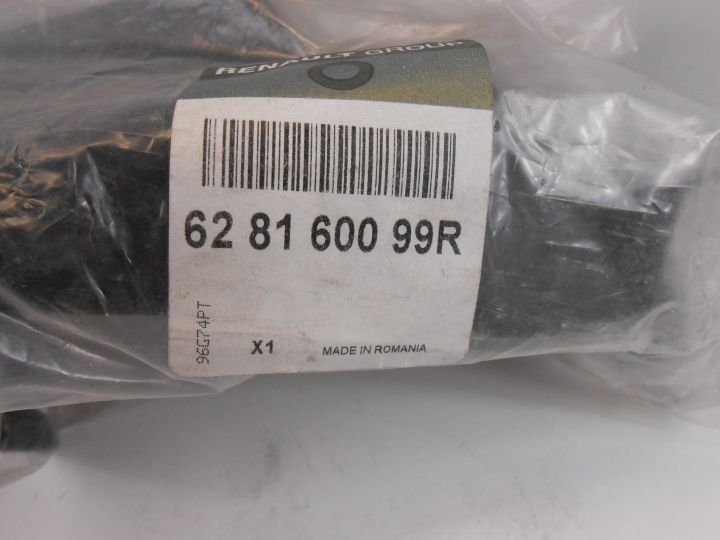 RENAULT GROUP
62 81 600 99R
96G74PT
X1
MADE IN ROMANIA